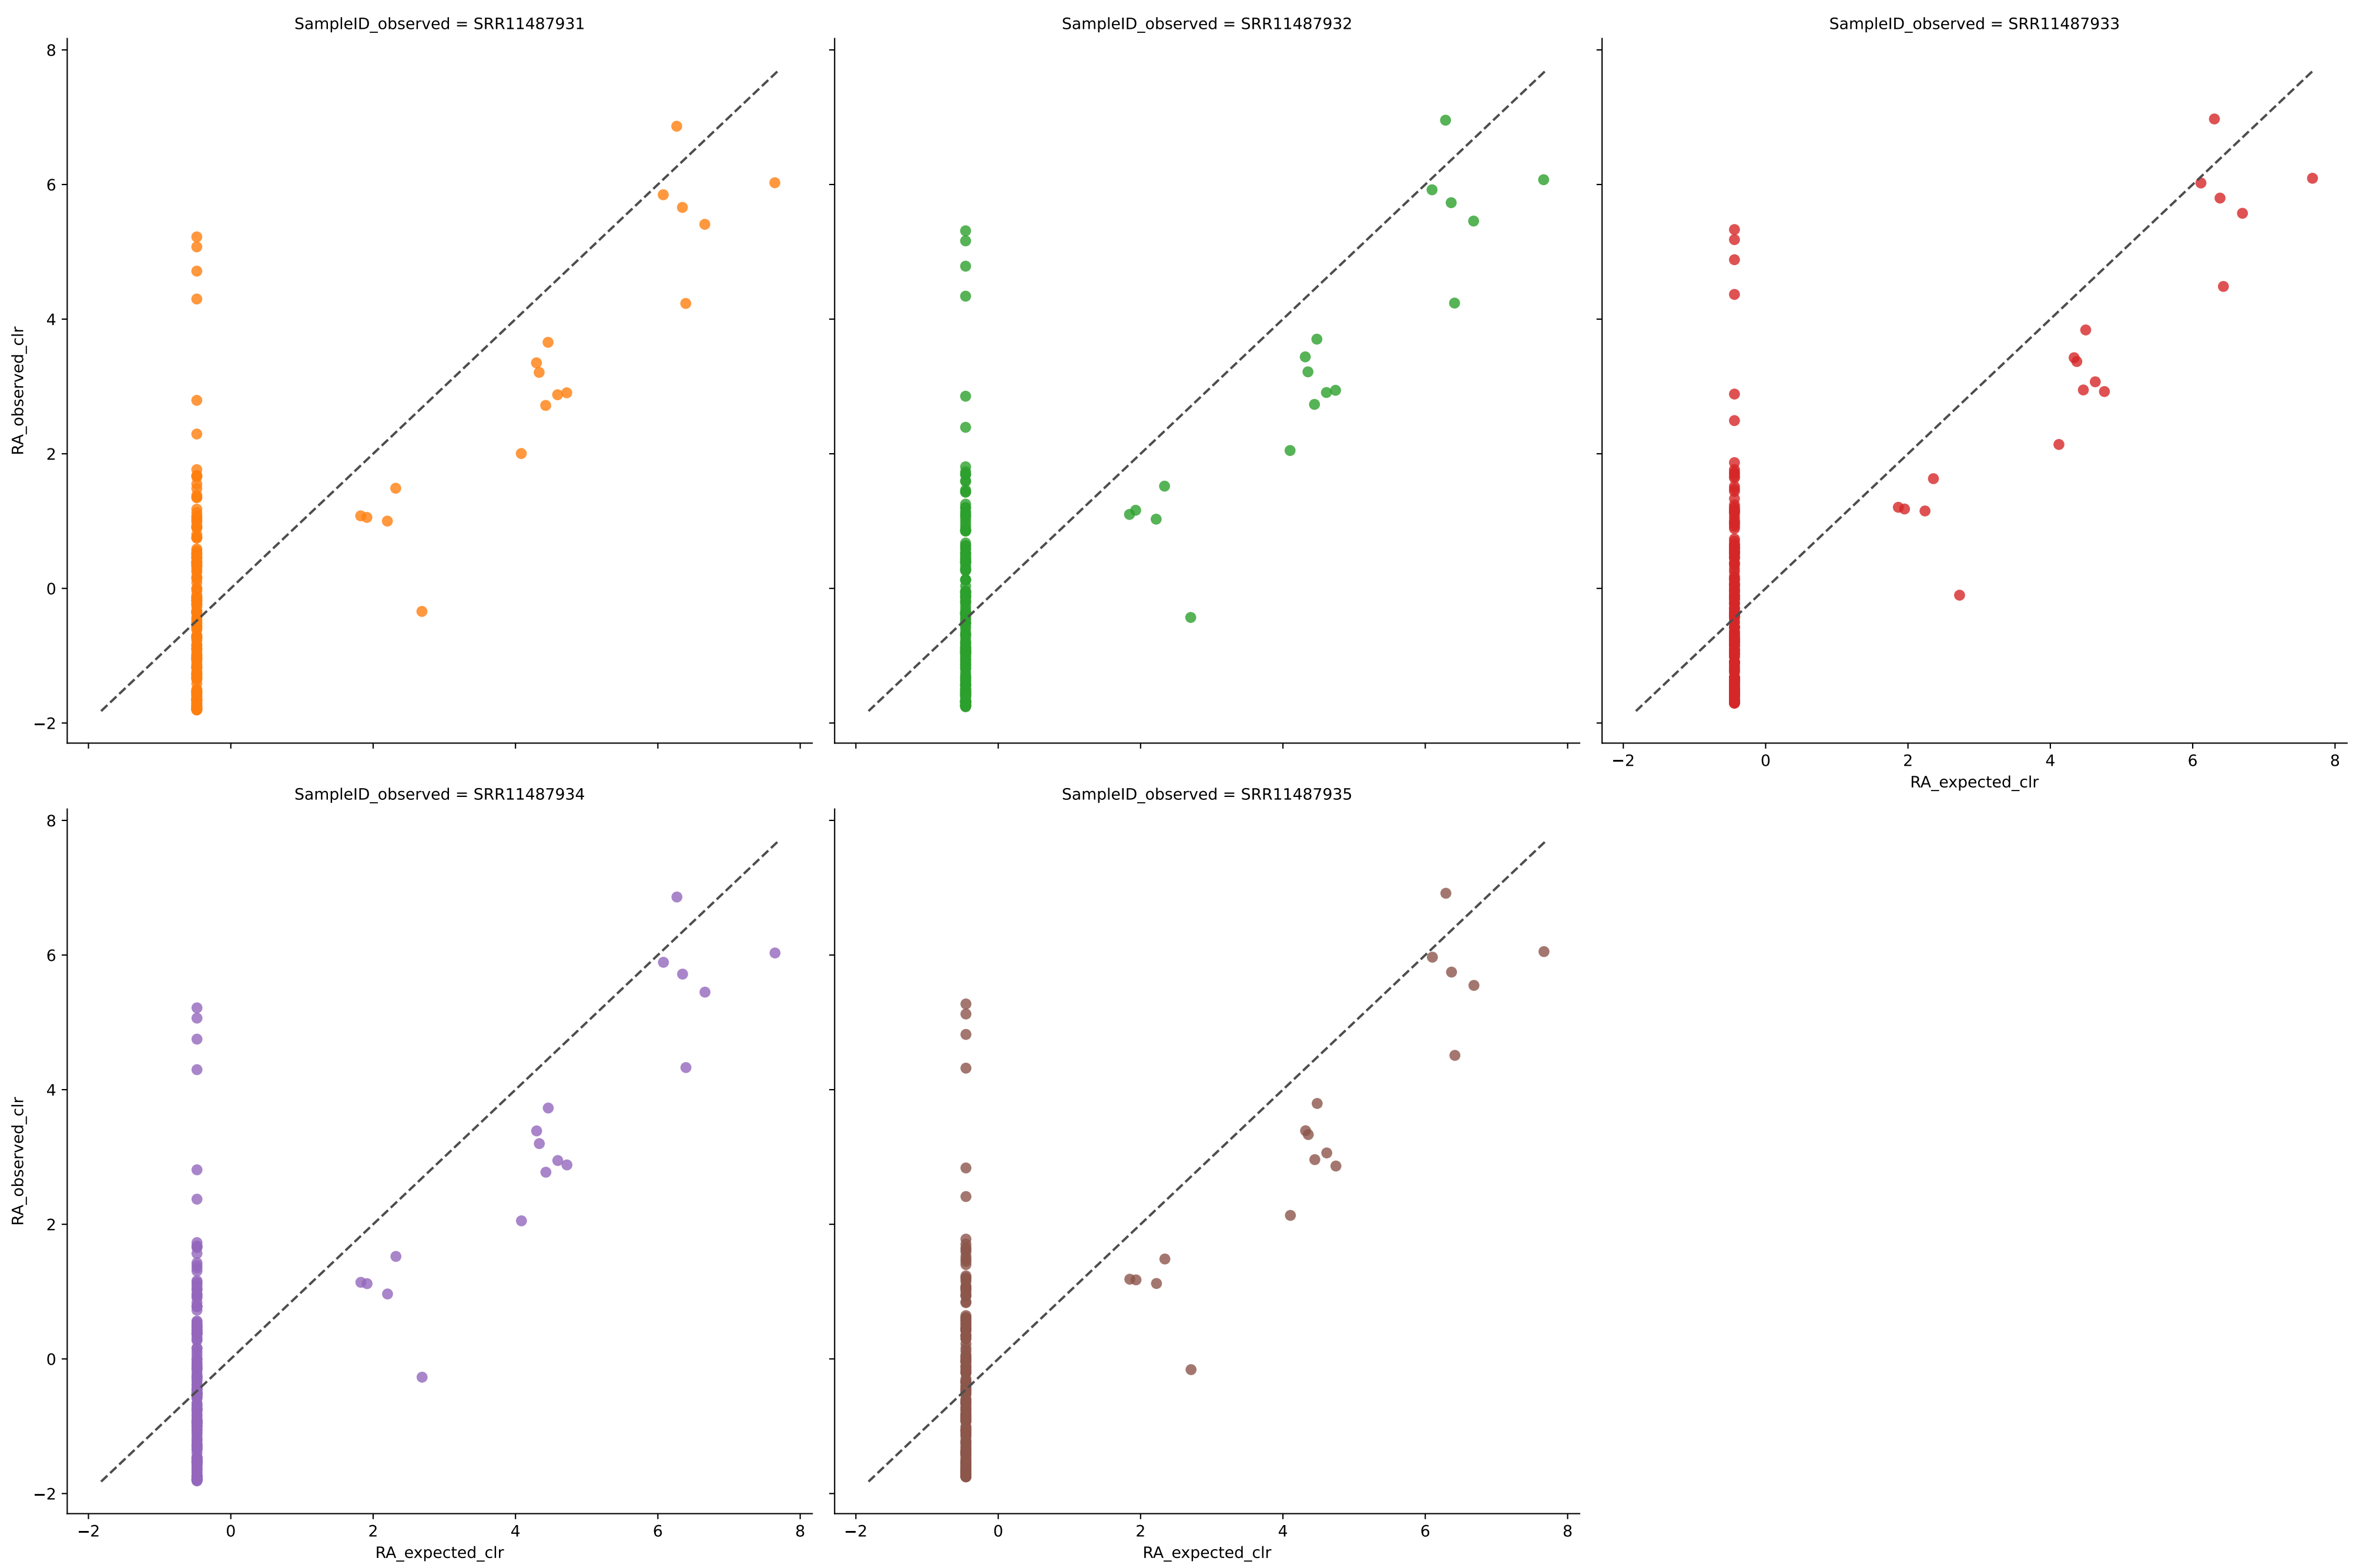 SampleID_observed = SRR11487931
SampleID_observed = SRR11487932
SampleID_observed = SRR11487933
8
6
4
2
0
−2
RA_observed_clr
−2 0 2 4 6 8
RA_expected_clr
SampleID_observed = SRR11487934
SampleID_observed = SRR11487935
8
6
4
2
0
−2
RA_observed_clr
−2 0 2 4 6 8
RA_expected_clr
−2 0 2 4 6 8
RA_expected_clr